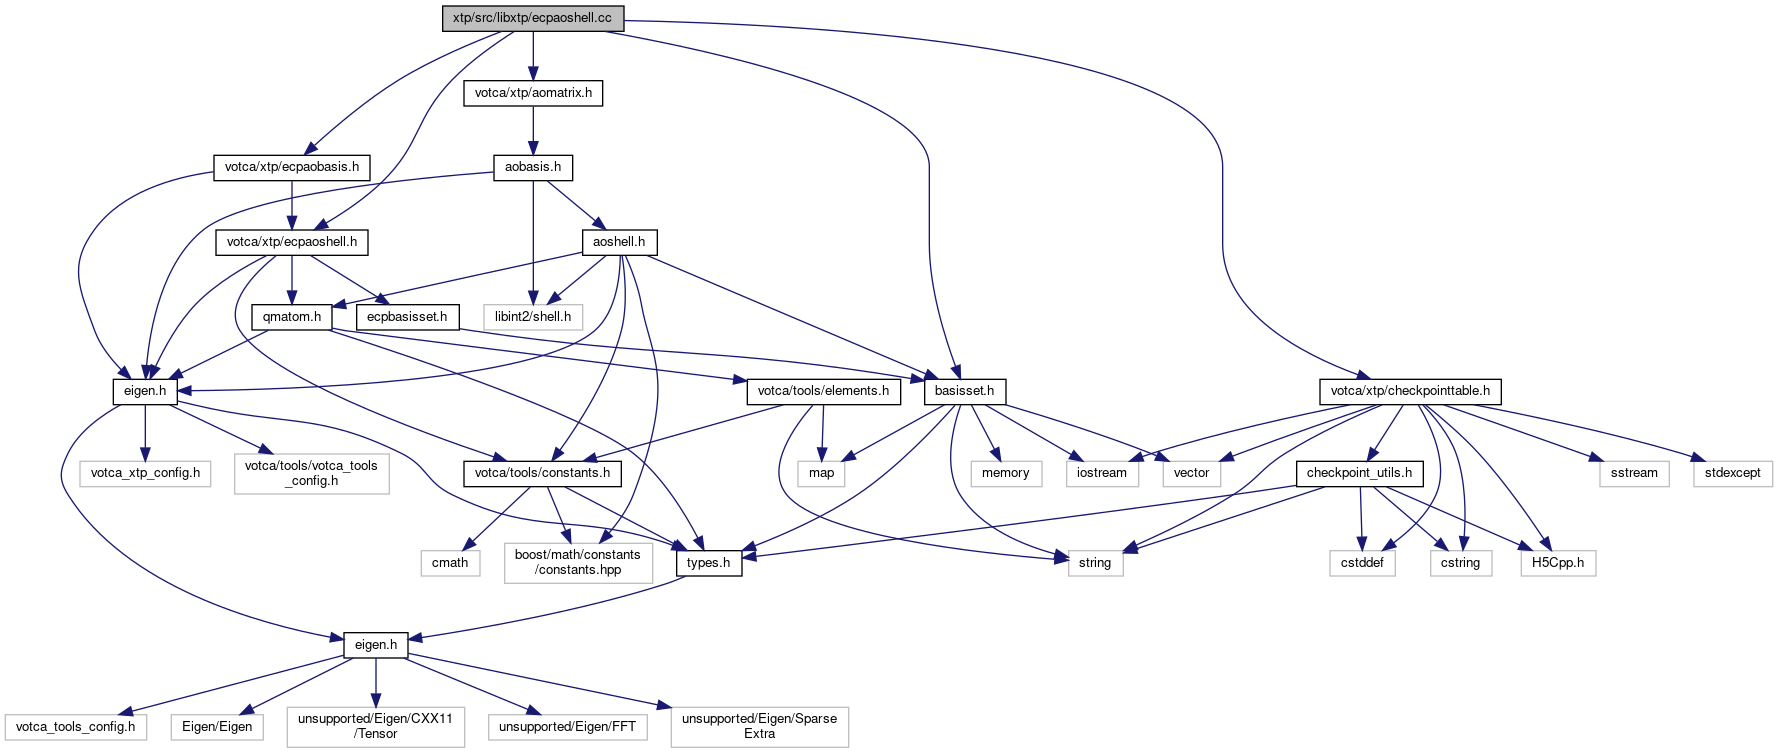 xtp/src/libxtp/ecpaoshell.cc
votca/xtp/aomatrix.h
votca/xtp/ecpaobasis.h
aobasis.h
votca/xtp/ecpaoshell.h
aoshell.h
qmatom.h
ecpbasisset.h
libint2/shell.h
eigen.h
votca/tools/elements.h
basisset.h
votca/xtp/checkpointtable.h
votca_xtp_config.h
votca/tools/votca_tools
_config.h
votca/tools/constants.h
map
memory
iostream
vector
checkpoint_utils.h
sstream
stdexcept
cmath
boost/math/constants
/constants.hpp
types.h
string
cstddef
cstring
H5Cpp.h
eigen.h
votca_tools_config.h
Eigen/Eigen
unsupported/Eigen/CXX11
/Tensor
unsupported/Eigen/FFT
unsupported/Eigen/Sparse
Extra